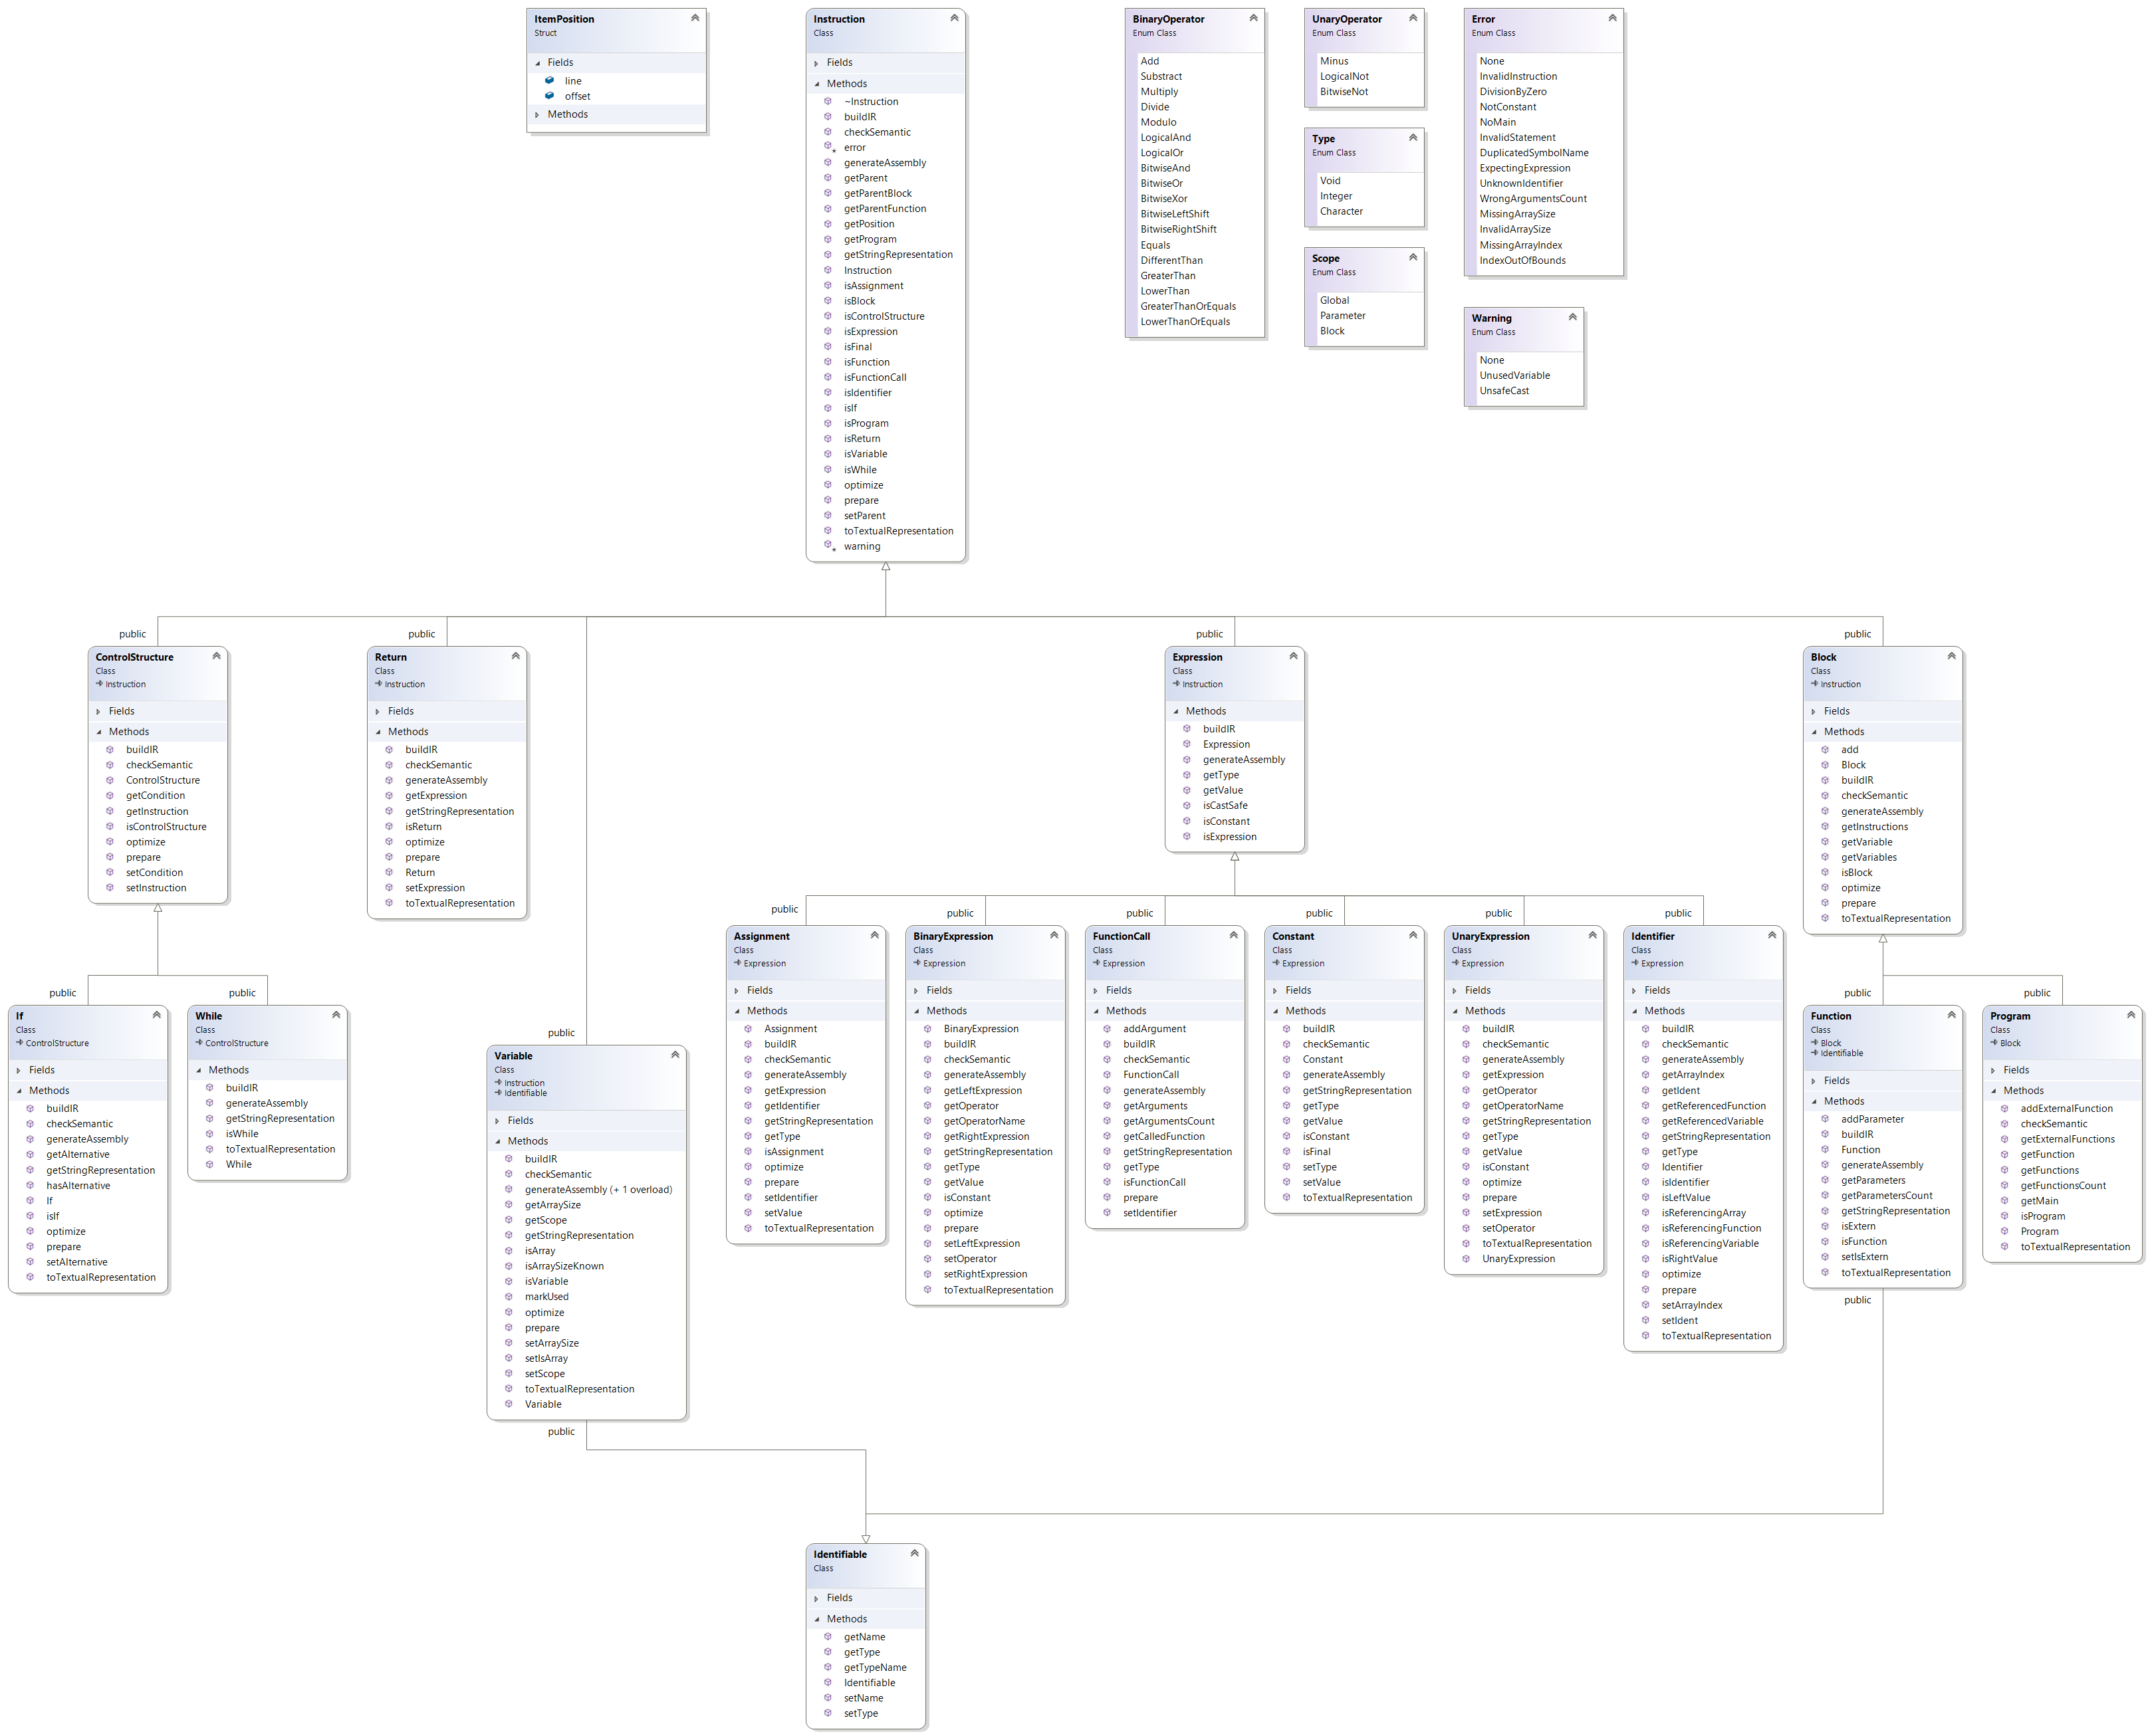 ItemPosition
Struct
Fields
line
offset
Methods
Instruction
Class
Fields
Methods
~Instruction
buildIR
checkSemantic
error
generateAssembly
getParent
getParentBlock
getParentFunction
getPosition
getProgram
getStringRepresentation
Instruction
isAssignment
isBlock
isControlStructure
isExpression
isFinal
isFunction
isFunctionCall
isIdentifier
isIf
isProgram
isReturn
isVariable
isWhile
optimize
prepare
setParent
toTextualRepresentation
warning
BinaryOperator
Enum Class
Add
Substract
Multiply
Divide
Modulo
LogicalAnd
LogicalOr
BitwiseAnd
BitwiseOr
BitwiseXor
BitwiseLeftShift
BitwiseRightShift
Equals
DifferentThan
GreaterThan
LowerThan
GreaterThanOrEquals
LowerThanOrEquals
UnaryOperator
Enum Class
Minus
LogicalNot
BitwiseNot
Type
Enum Class
Void
Integer
Character
Scope
Enum Class
Global
Parameter
Block
Error
Enum Class
None
InvalidInstruction
DivisionByZero
NotConstant
NoMain
InvalidStatement
DuplicatedSymbolName
ExpectingExpression
UnknownIdentifier
WrongArgumentsCount
MissingArraySize
InvalidArraySize
MissingArrayIndex
IndexOutOfBounds
Warning
Enum Class
None
UnusedVariable
UnsafeCast
public
ControlStructure
Class
Instruction
Fields
Methods
buildIR
checkSemantic
ControlStructure
getCondition
getInstruction
isControlStructure
optimize
prepare
setCondition
setInstruction
public
Return
Class
Instruction
Fields
Methods
buildIR
checkSemantic
generateAssembly
getExpression
getStringRepresentation
isReturn
optimize
prepare
Return
setExpression
toTextualRepresentation
public
Expression
Class
Instruction
Methods
buildIR
Expression
generateAssembly
getType
getValue
isCastSafe
isConstant
isExpression
public
Block
Class
Instruction
Fields
Methods
add
Block
buildIR
checkSemantic
generateAssembly
getInstructions
getVariable
getVariables
isBlock
optimize
prepare
toTextualRepresentation
public
If
Class
ControlStructure
Fields
Methods
buildIR
checkSemantic
generateAssembly
getAlternative
getStringRepresentation
hasAlternative
If
isIf
optimize
prepare
setAlternative
toTextualRepresentation
public
While
Class
ControlStructure
Methods
buildIR
generateAssembly
getStringRepresentation
isWhile
toTextualRepresentation
While
public
Variable
Class
Instruction
Identifiable
Fields
Methods
buildIR
checkSemantic
generateAssembly (+ 1 overload)
getArraySize
getScope
getStringRepresentation
isArray
isArraySizeKnown
isVariable
markUsed
optimize
prepare
setArraySize
setIsArray
setScope
toTextualRepresentation
Variable
public
public
Assignment
Class
Expression
Fields
Methods
Assignment
buildIR
checkSemantic
generateAssembly
getExpression
getIdentifier
getStringRepresentation
getType
isAssignment
optimize
prepare
setIdentifier
setValue
toTextualRepresentation
public
BinaryExpression
Class
Expression
Fields
Methods
BinaryExpression
buildIR
checkSemantic
generateAssembly
getLeftExpression
getOperator
getOperatorName
getRightExpression
getStringRepresentation
getType
getValue
isConstant
optimize
prepare
setLeftExpression
setOperator
setRightExpression
toTextualRepresentation
public
FunctionCall
Class
Expression
Fields
Methods
addArgument
buildIR
checkSemantic
FunctionCall
generateAssembly
getArguments
getArgumentsCount
getCalledFunction
getStringRepresentation
getType
isFunctionCall
prepare
setIdentifier
public
Constant
Class
Expression
Fields
Methods
buildIR
checkSemantic
Constant
generateAssembly
getStringRepresentation
getType
getValue
isConstant
isFinal
setType
setValue
toTextualRepresentation
public
UnaryExpression
Class
Expression
Fields
Methods
buildIR
checkSemantic
generateAssembly
getExpression
getOperator
getOperatorName
getStringRepresentation
getType
getValue
isConstant
optimize
prepare
setExpression
setOperator
toTextualRepresentation
UnaryExpression
public
Identifier
Class
Expression
Fields
Methods
buildIR
checkSemantic
generateAssembly
getArrayIndex
getIdent
getReferencedFunction
getReferencedVariable
getStringRepresentation
getType
Identifier
isIdentifier
isLeftValue
isReferencingArray
isReferencingFunction
isReferencingVariable
isRightValue
optimize
prepare
setArrayIndex
setIdent
toTextualRepresentation
public
Function
Class
Block
Identifiable
Fields
Methods
addParameter
buildIR
Function
generateAssembly
getParameters
getParametersCount
getStringRepresentation
isExtern
isFunction
setIsExtern
toTextualRepresentation
public
public
Program
Class
Block
Fields
Methods
addExternalFunction
checkSemantic
getExternalFunctions
getFunction
getFunctions
getFunctionsCount
getMain
isProgram
Program
toTextualRepresentation
Identifiable
Class
Fields
Methods
getName
getType
getTypeName
Identifiable
setName
setType